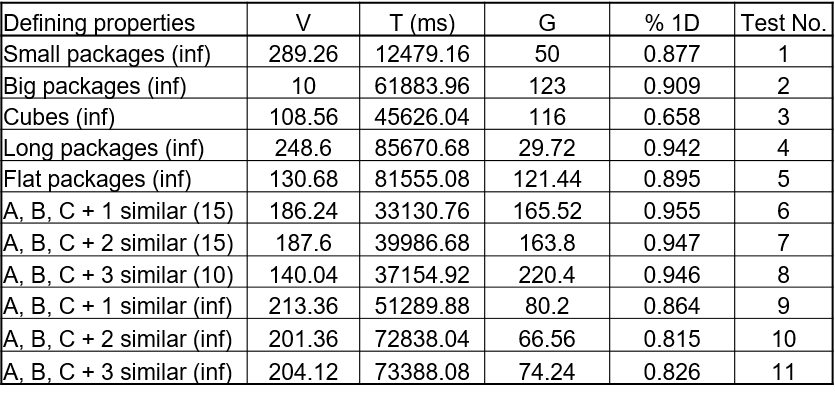 Defining properties V T (ms) G % 1D Test No.
Small packages (inf) 289.26 12479.16 50 0.877 1
Big packages (inf) 10 61883.96 123 0.909 2
Cubes (inf) 108.56 45626.04 116 0.658 3
Long packages (inf) 248.6 85670.68 29.72 0.942 4
Flat packages (inf) 130.68 81555.08 121.44 0.895 5
A, B, C + 1 similar (15) 186.24 33130.76 165.52 0.955 6
A, B, C + 2 similar (15) 187.6 39986.68 163.8 0.947 7
A, B, C + 3 similar (10) 140.04 37154.92 220.4 0.946 8
A, B, C + 1 similar (inf) 213.36 51289.88 80.2 0.864 9
A, B, C + 2 similar (inf) 201.36 72838.04 66.56 0.815 10
A, B, C + 3 similar (inf) 204.12 73388.08 74.24 0.826 11